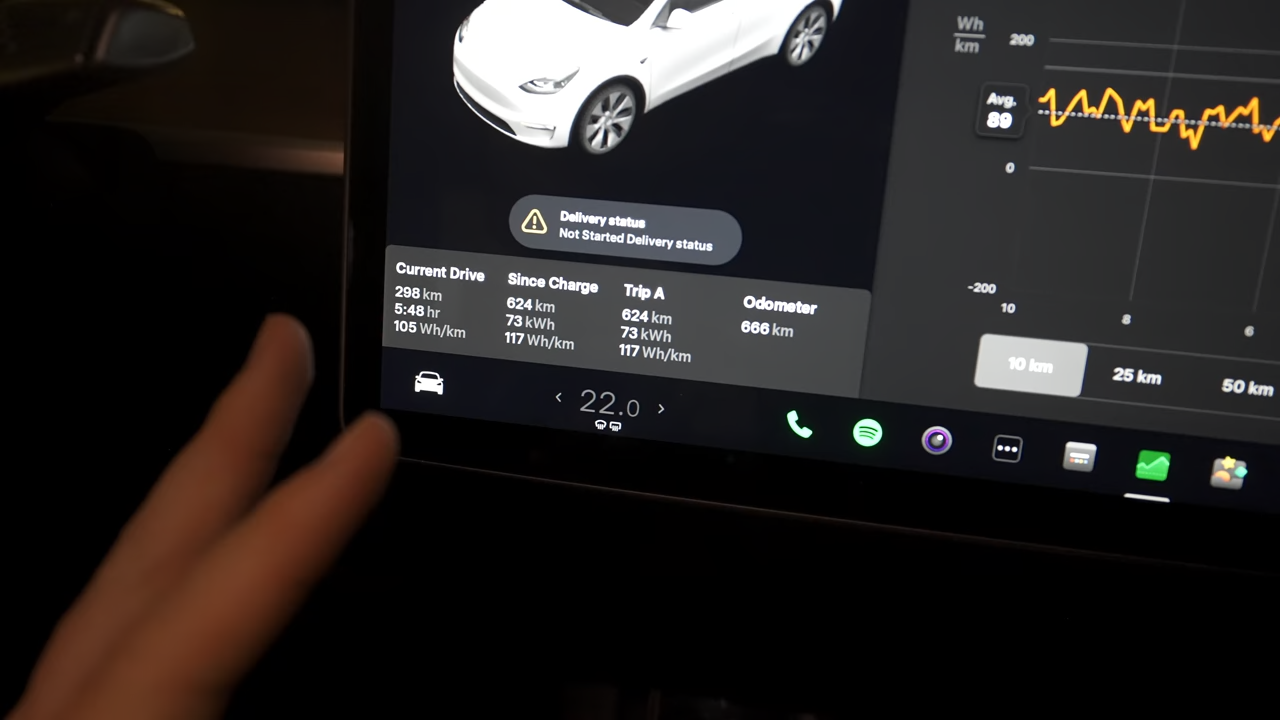 Wh
km
200
Avg.
89
0
-200
10
8
6
Delivery status
Not Started Delivery status
Current Drive
298 km
5:48 hr
105 Wh/km
Since Charge
624 km
73 kWh
117 Wh/km
Trip A
624 km
73 kWh
117 Wh/km
Odometer
666 km
10 km
25 km
50 km
22.0